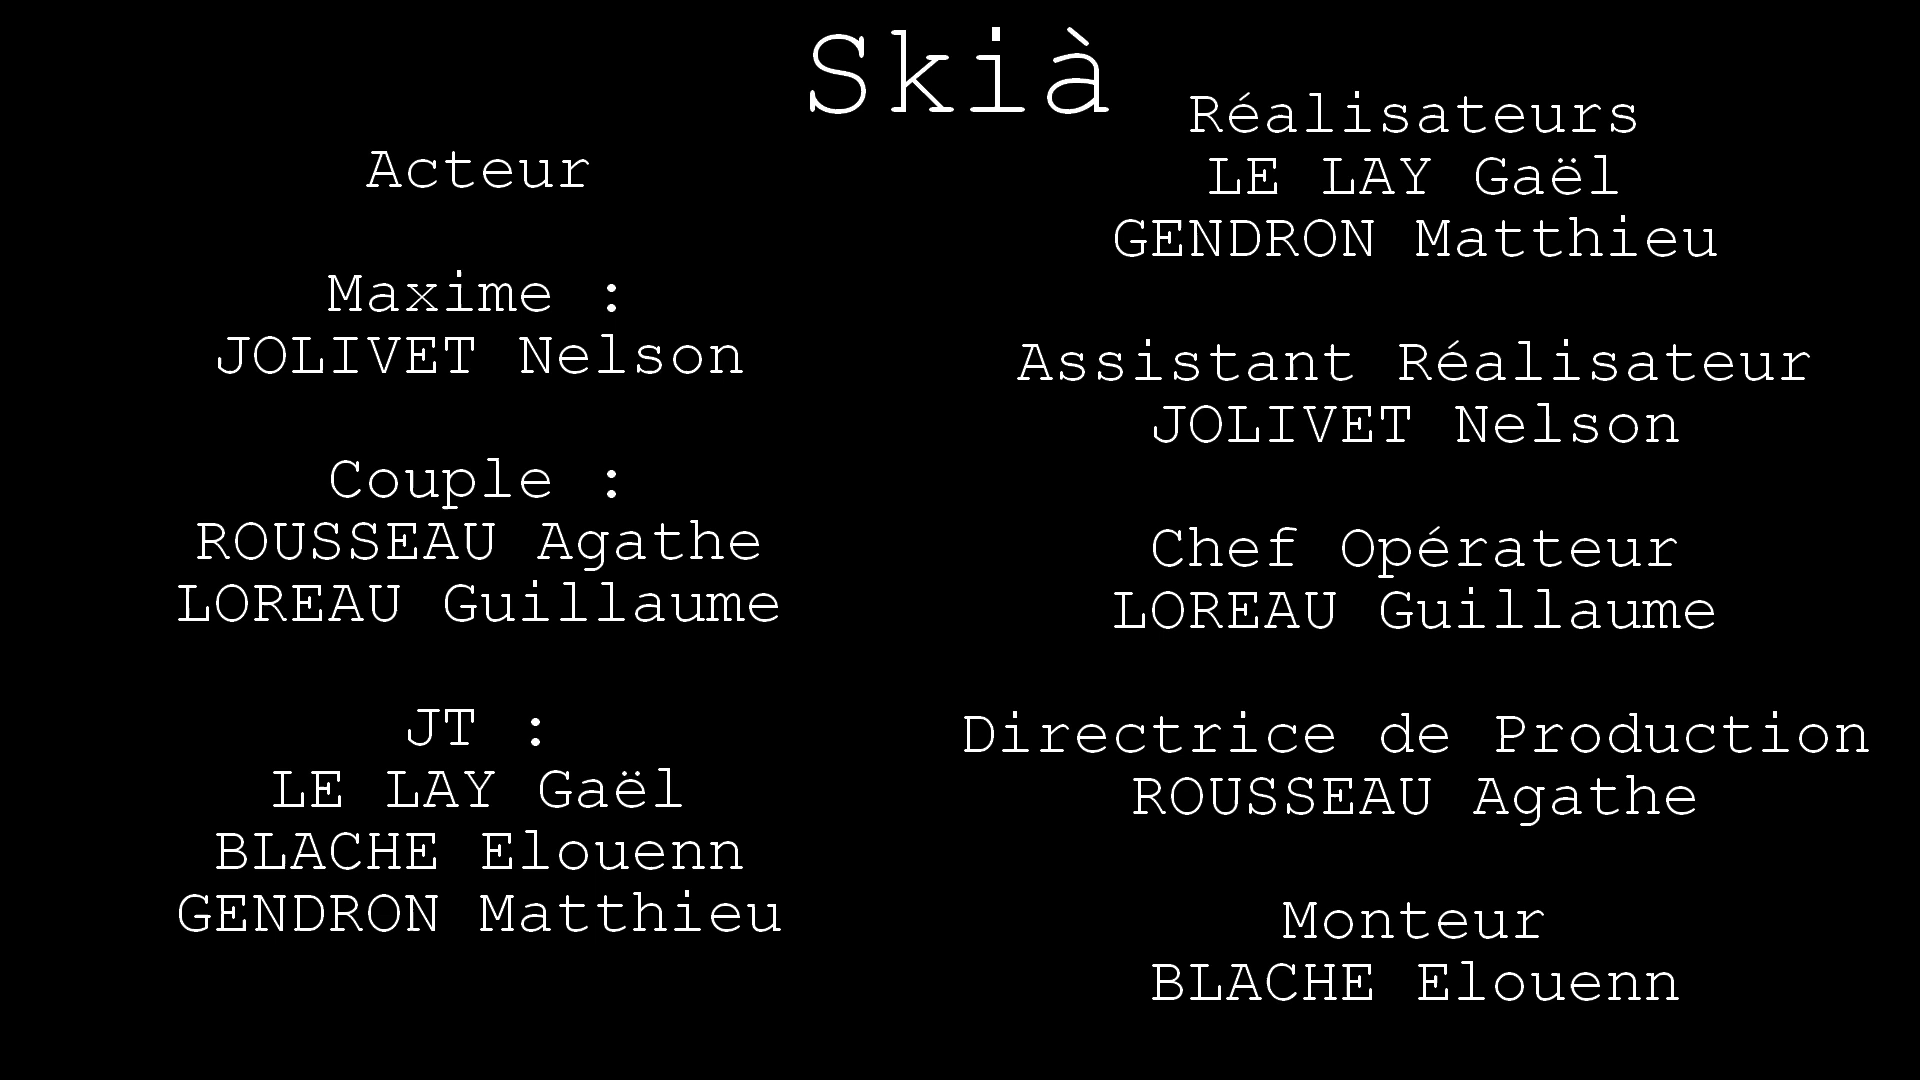 Skià
Acteur
Maxime :
JOLIVET Nelson
Couple :
ROUSSEAU Agathe
LOREAU Guillaume
JT :
LE LAY Gaël
BLACHE Elouenn
GENDRON Matthieu
Réalisateurs
LE LAY Gaël
GENDRON Matthieu
Assistant Réalisateur
JOLIVET Nelson
Chef Opérateur
LOREAU Guillaume
Directrice de Production
ROUSSEAU Agathe
Monteur
BLACHE Elouenn